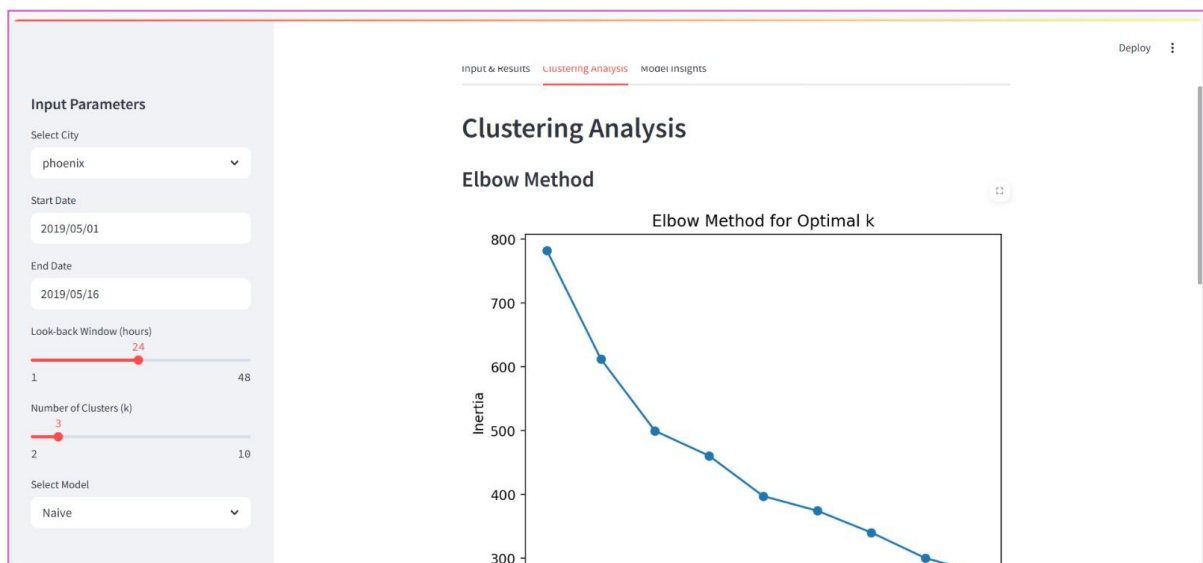 Deploy
Input & Results Clustering Analysis Model Insights
Input Parameters
Select City
phoenix
Start Date
2019/05/01
End Date
2019/05/16
Look-back Window (hours)
24
1 48
Number of Clusters (k)
3
2 10
Select Model
Naive
Clustering Analysis
Elbow Method
Elbow Method for Optimal k
800
700
600
500
400
300
Inertia